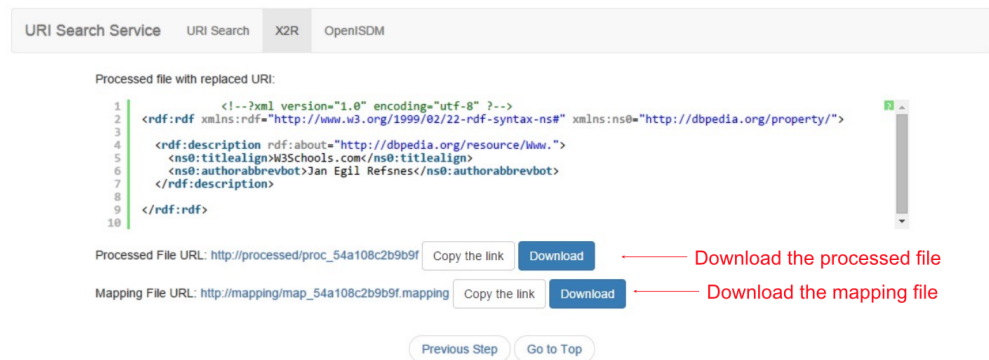 URI Search Service URI Search X2R OpenISDM
Processed file with replaced URI:
1 <!--?xml version="1.0" encoding="utf-8" ?-->
2 <rdf:rdf xmlns:rdf="http://www.w3.org/1999/02/22-rdf-syntax-ns#" xmlns:ns0="http://dbpedia.org/property/">
3
4 <rdf:description rdf:about="http://dbpedia.org/resource/Www.">
5 <ns0:titlealign>W3Schools.com</ns0:titlealign>
6 <ns0:authorabbrevbot>Jan Egil Refsnes</ns0:authorabbrevbot>
7 </rdf:description>
8
9 </rdf:rdf>
10
?
Processed File URL: http://processed/proc_54a108c2b9b9f Copy the link Download Download the processed file
Mapping File URL: http://mapping/map_54a108c2b9b9f.mapping Copy the link Download Download the mapping file
Previous Step Go to Top